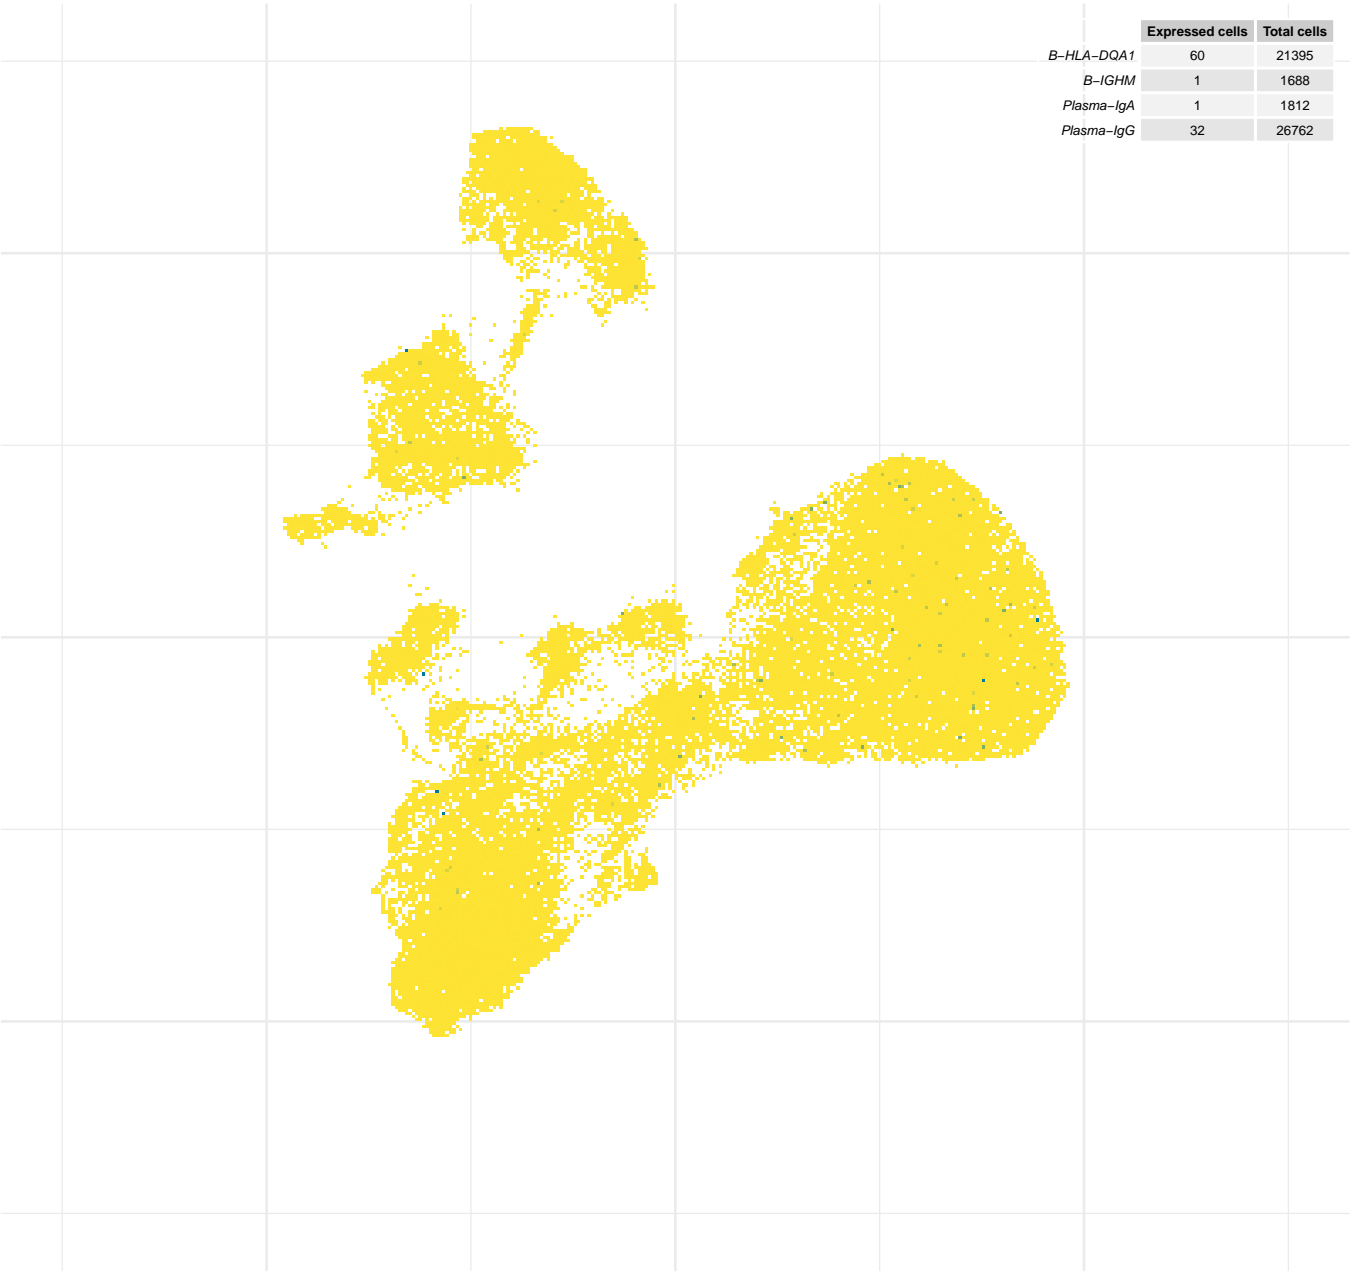 Expressed cells Total cells
B−HLA−DQA1 60 21395
B−IGHM 1 1688
Plasma−IgA 1 1812
Plasma−IgG 32 26762